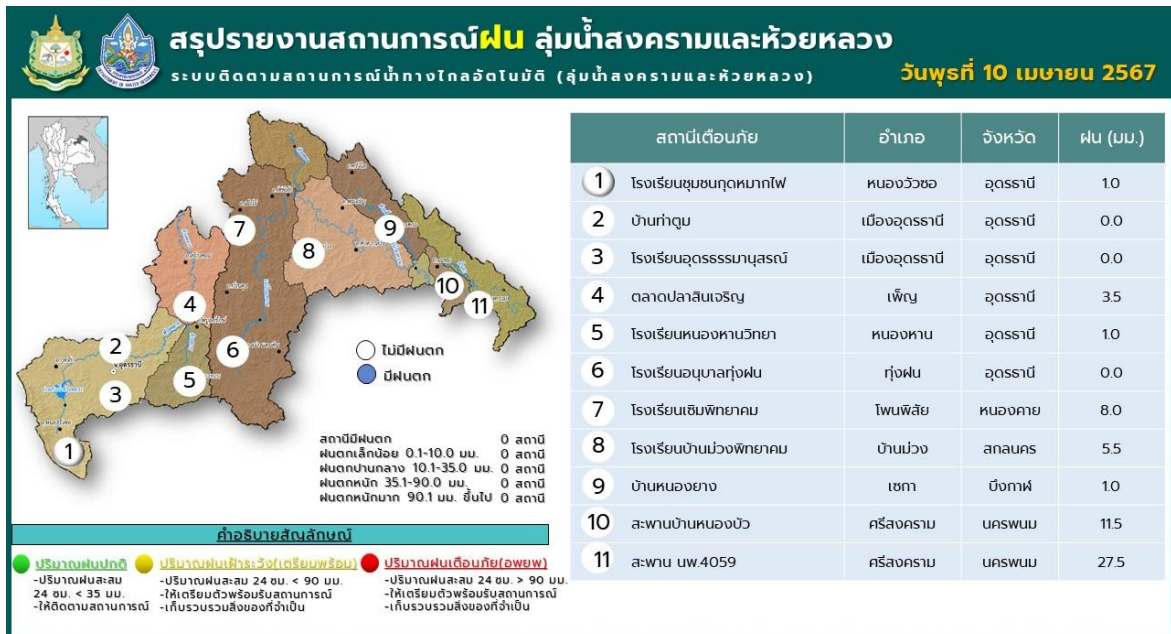 สรุปรายงานสถานการณ์ฝน ลุ่มน้ำสงครามและห้วยหลวง
ระบบติดตามสถานการณ์น้ำทางไกลอัตโนมัติ (ลุ่มน้ำสงครามและห้วยหลวง)
วันพุธที่ 10 เมษายน 2567
1
2
3
4
5
6
7
8
9
10
11
ไม่มีฝนตก
มีฝนตก
สถานีมีฝนตก 0 สถานี
ฝนตกเล็กน้อย 0.1-10.0 มม. 0 สถานี
ฝนตกปานกลาง 10.1-35.0 มม. 0 สถานี
ฝนตกหนัก 35.1-90.0 มม. 0 สถานี
ฝนตกหนักมาก 90.1 มม. ขึ้นไป 0 สถานี
คำอธิบายสัญลักษณ์
ปริมาณฝนปกติ
-ปริมาณฝนสะสม
24 ชม. < 35 มม.
-ให้ติดตามสถานการณ์
ปริมาณฝนเฝ้าระวัง(เตรียมพร้อม)
-ปริมาณฝนสะสม 24 ชม. < 90 มม.
-ให้เตรียมตัวพร้อมรับสถานการณ์
-เก็บรวบรวมสิ่งของที่จำเป็น
ปริมาณฝนเตือนภัย(อพยพ)
-ปริมาณฝนสะสม 24 ชม. > 90 มม.
-ให้เตรียมตัวพร้อมรับสถานการณ์
-เก็บรวบรวมสิ่งของที่จำเป็น
สถานีเตือนภัย อำเภอ จังหวัด ฝน (มม.)
1 โรงเรียนชุมชนกุดหมากไฟ หนองวัวซอ อุดรธานี 1.0
2 บ้านท่าตูม เมืองอุดรธานี อุดรธานี 0.0
3 โรงเรียนอุดรธรรมานุสรณ์ เมืองอุดรธานี อุดรธานี 0.0
4 ตลาดปลาสินเจริญ เพ็ญ อุดรธานี 3.5
5 โรงเรียนหนองหานวิทยา หนองหาน อุดรธานี 1.0
6 โรงเรียนอนุบาลทุ่งฝน ทุ่งฝน อุดรธานี 0.0
7 โรงเรียนเซิมพิทยาคม โพนพิสัย หนองคาย 8.0
8 โรงเรียนบ้านม่วงพิทยาคม บ้านม่วง สกลนคร 5.5
9 บ้านหนองยาง เซกา บึงกาฬ 1.0
10 สะพานบ้านหนองบัว ศรีสงคราม นครพนม 11.5
11 สะพาน นพ.4059 ศรีสงคราม นครพนม 27.5